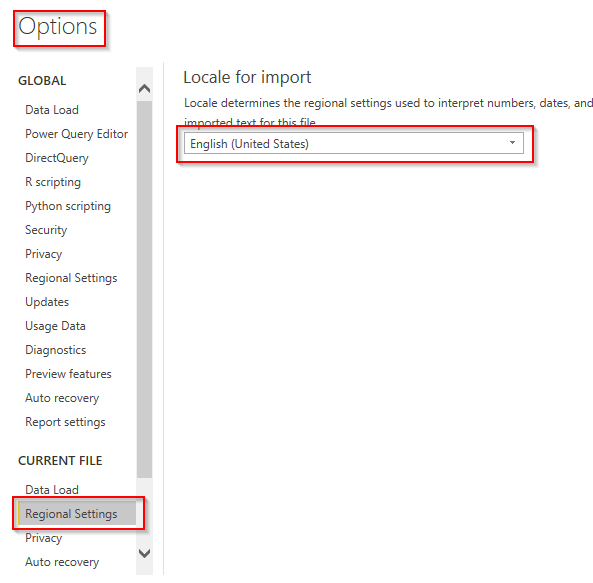 Options
GLOBAL
Data Load
Power Query Editor
DirectQuery
R scripting
Python scripting
Security
Privacy
Regional Settings
Updates
Usage Data
Diagnostics
Preview features
Auto recovery
Report settings
CURRENT FILE
Data Load
Regional Settings
Privacy
Auto recovery
Locale for import
Locale determines the regional settings used to interpret numbers, dates, and
imported text for this file.
English (United States)